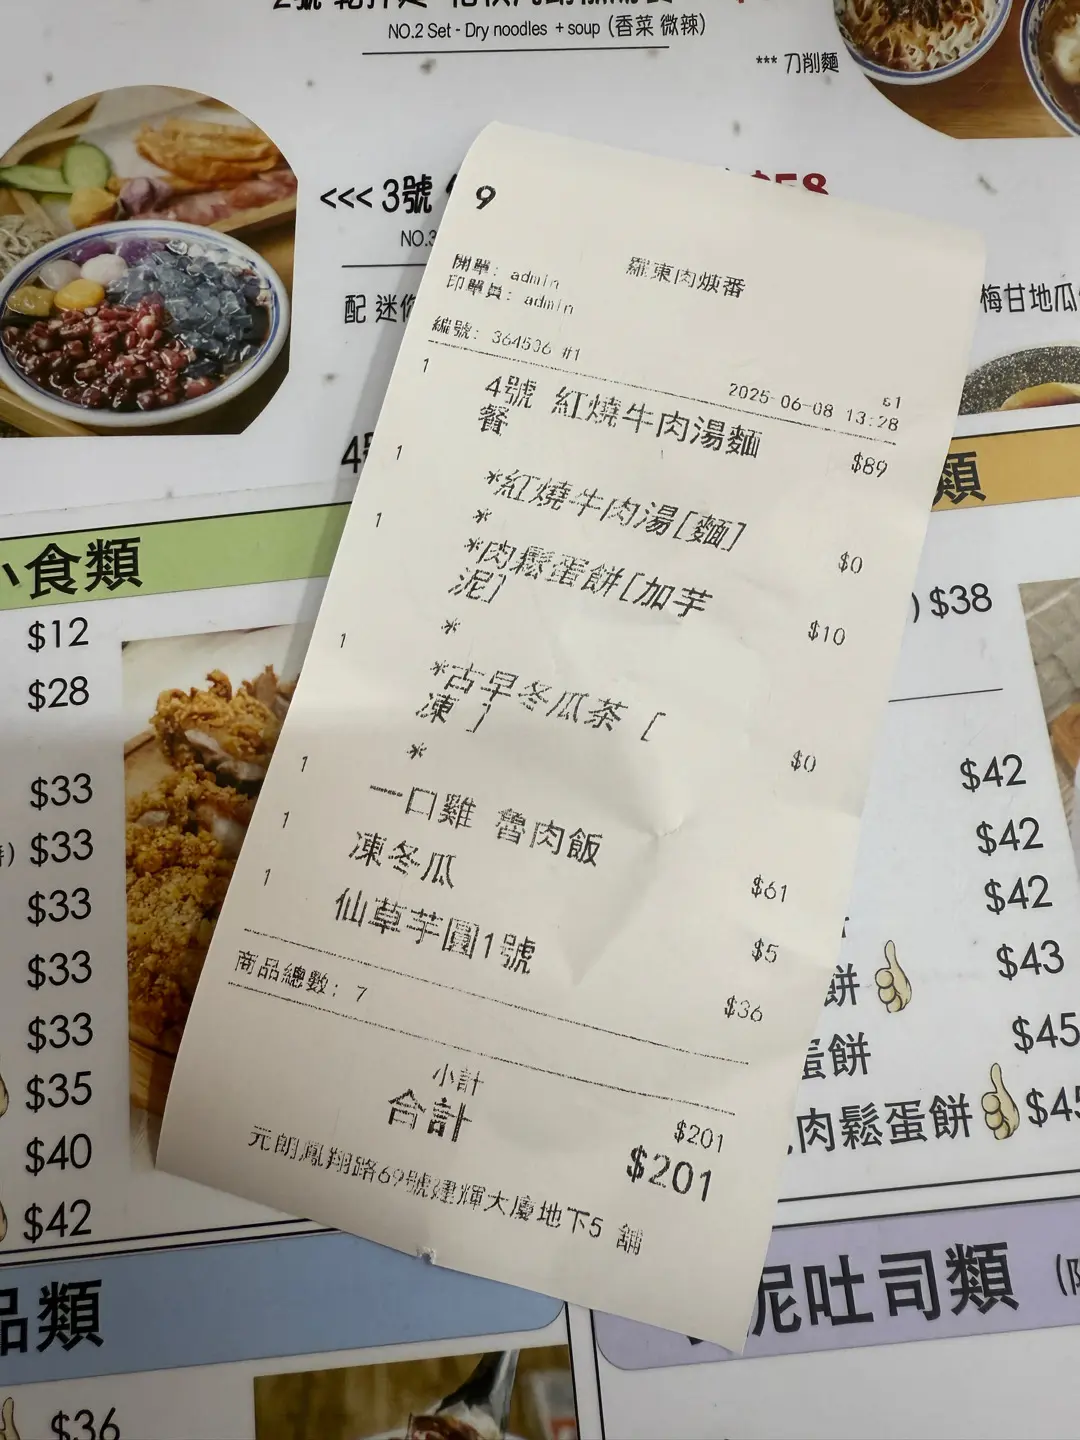 NO.2 Set - Dry noodles + soup (香菜 微辣)
*** 刀削麵
<<< 3號
$58
NO.3
配 迷你
梅甘地瓜
9
羅東肉焿番
開單: admin
印單員: admin
編號: 364536 #1
2025-06-08 13:28
1 4號 紅燒牛肉湯麵
餐
$89
1 *紅燒牛肉湯[麵]
*
$0
1 *肉鬆蛋餅[加芋
泥]
*
$10
1 *古早冬瓜茶 [
凍 ]
*
$0
1 一口雞 魯肉飯
$61
1 凍冬瓜
$5
1 仙草芋圓1號
$36
商品總數: 7
小計
$201
合計
$201
元朗鳳翔路69號建輝大廈地下5 舖
小食類
$12
$28
$33
$33
$33
$33
$33
$35
$40
$42
品類
$36
類
) $38
$42
$42
$42
餅 $43
蛋餅 $45
肉鬆蛋餅 $45
泥吐司類